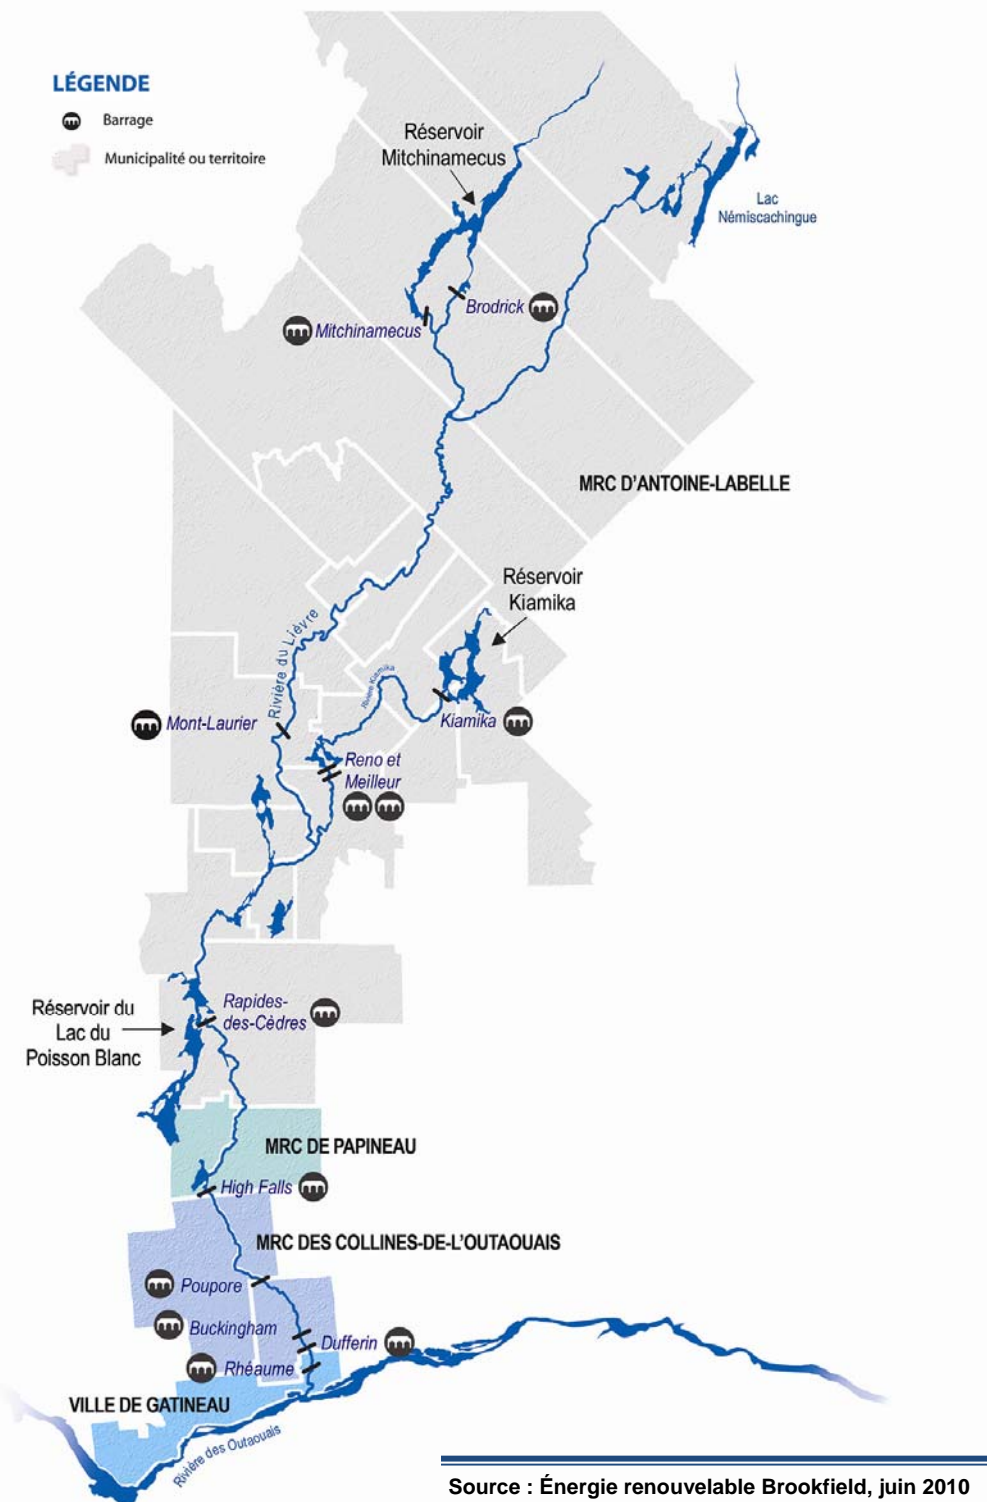 LÉGENDE
Barrage
Municipalité ou territoire
Réservoir
Mitchinamecus
Lac
Némiscachingue
Brodrick
Mitchinamecus
MRC D'ANTOINE-LABELLE
Réservoir
Kiamika
Rivière du Lièvre
Rivière Kiamika
Mont-Laurier
Kiamika
Reno et
Meilleur
Rapides-
des-Cèdres
Réservoir du
Lac du
Poisson Blanc
MRC DE PAPINEAU
High Falls
MRC DES COLLINES-DE-L'OUTAOUAIS
Poupore
Buckingham
Dufferin
Rhéaume
VILLE DE GATINEAU
Rivière des Outaouais
Source : Énergie renouvelable Brookfield, juin 2010